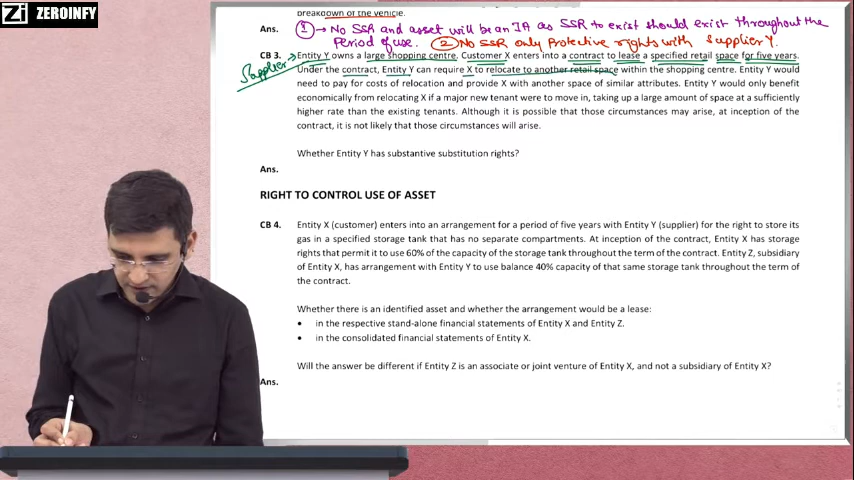 Zi ZEROINFY
breakdown of the vehicle.
Ans. ① → No SSR and asset will be an IA as SSR to exist should exist throughout the
Period of use. ② No SSR only Protective rights with Supplier Y.
CB 3. Entity Y owns a large shopping centre. Customer X enters into a contract to lease a specified retail space for five years.
Supplier
Under the contract, Entity Y can require X to relocate to another retail space within the shopping centre. Entity Y would
need to pay for costs of relocation and provide X with another space of similar attributes. Entity Y would only benefit
economically from relocating X if a major new tenant were to move in, taking up a large amount of space at a sufficiently
higher rate than the existing tenants. Although it is possible that those circumstances may arise, at inception of the
contract, it is not likely that those circumstances will arise.
Whether Entity Y has substantive substitution rights?
Ans.
RIGHT TO CONTROL USE OF ASSET
CB 4. Entity X (customer) enters into an arrangement for a period of five years with Entity Y (supplier) for the right to store its
gas in a specified storage tank that has no separate compartments. At inception of the contract, Entity X has storage
rights that permit it to use 60% of the capacity of the storage tank throughout the term of the contract. Entity Z, subsidiary
of Entity X, has arrangement with Entity Y to use balance 40% capacity of that same storage tank throughout the term of
the contract.
Whether there is an identified asset and whether the arrangement would be a lease:
• in the respective stand-alone financial statements of Entity X and Entity Z.
• in the consolidated financial statements of Entity X.
Will the answer be different if Entity Z is an associate or joint venture of Entity X, and not a subsidiary of Entity X?
Ans.